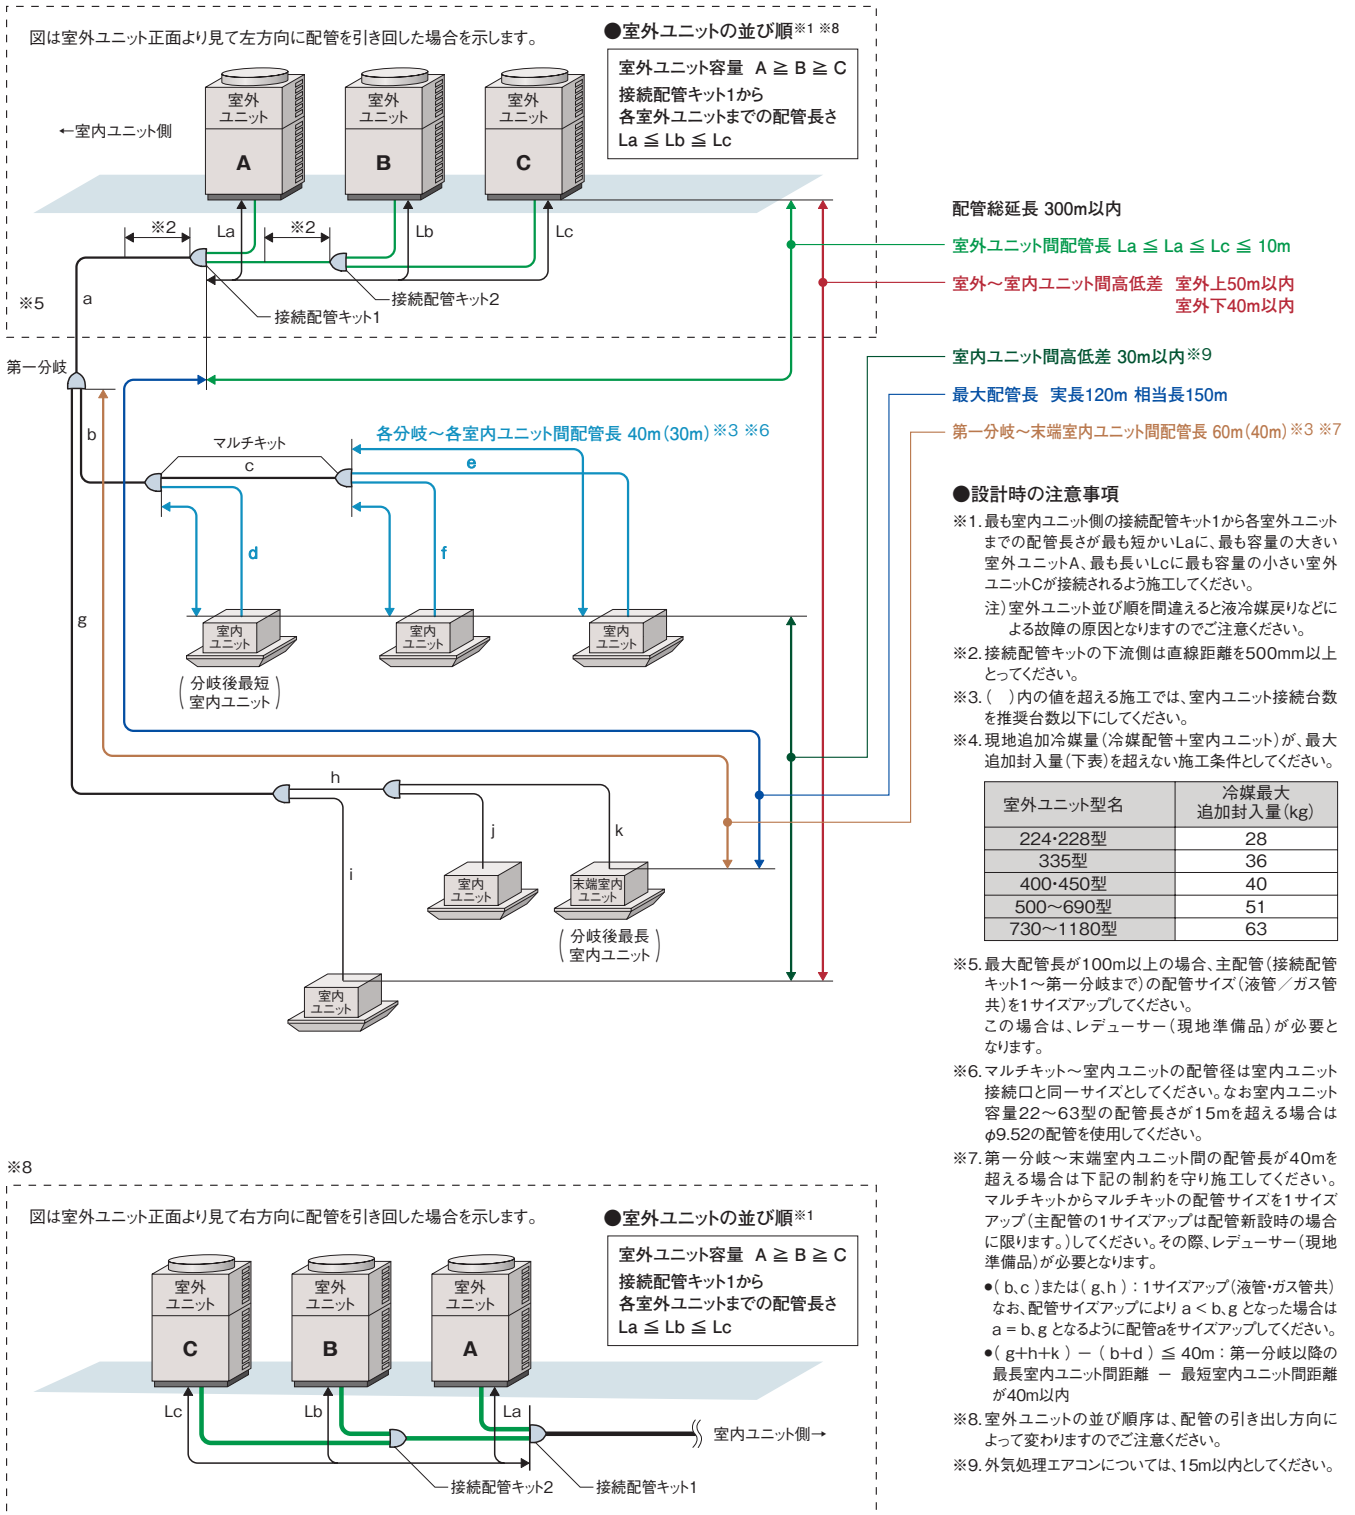 図は室外ユニット正面より見て左方向に配管を引き回した場合を示します。
●室外ユニットの並び順※1 ※8
室外ユニット容量 A ≧ B ≧ C
接続配管キット1から
各室外ユニットまでの配管長さ
La ≦ Lb ≦ Lc
室外
ユニット
A
室外
ユニット
B
室外
ユニット
C
←室内ユニット側
※2
La
※2
Lb
Lc
a
※5
接続配管キット2
接続配管キット1
第一分岐
配管総延長 300m以内
室外ユニット間配管長 La ≦ La ≦ Lc ≦ 10m
室外～室内ユニット間高低差 室外上50m以内
室外下40m以内
室内ユニット間高低差 30m以内※9
最大配管長 実長120m 相当長150m
第一分岐～末端室内ユニット間配管長 60m(40m)※3 ※7
b
マルチキット
c
各分岐～各室内ユニット間配管長 40m(30m)※3 ※6
e
d
f
g
室内
ユニット
室内
ユニット
室内
ユニット
(分岐後最短
室内ユニット)
h
j
k
i
室内
ユニット
末端室内
ユニット
(分岐後最長
室内ユニット)
室内
ユニット
●設計時の注意事項
※1.最も室内ユニット側の接続配管キット1から各室外ユニット
までの配管長さが最も短かいLaに、最も容量の大きい
室外ユニットA、最も長いLcに最も容量の小さい室外
ユニットCが接続されるよう施工してください。
注)室外ユニット並び順を間違えると液冷媒戻りなどに
よる故障の原因となりますのでご注意ください。
※2.接続配管キットの下流側は直線距離を500mm以上
とってください。
※3.( )内の値を超える施工では、室内ユニット接続台数
を推奨台数以下にしてください。
※4.現地追加冷媒量(冷媒配管＋室内ユニット)が、最大
追加封入量(下表)を超えない施工条件としてください。
室外ユニット型名 冷媒最大
追加封入量(kg)
224・228型 28
335型 36
400・450型 40
500～690型 51
730～1180型 63
※5.最大配管長が100m以上の場合、主配管(接続配管
キット1～第一分岐まで)の配管サイズ(液管／ガス管
共)を1サイズアップしてください。
この場合は、レデューサー(現地準備品)が必要と
なります。
※6.マルチキット～室内ユニットの配管径は室内ユニット
接続口と同一サイズとしてください。なお室内ユニット
容量22～63型の配管長さが15mを超える場合は
φ9.52の配管を使用してください。
※7.第一分岐～末端室内ユニット間の配管長が40mを
超える場合は下記の制約を守り施工してください。
マルチキットからマルチキットの配管サイズを1サイズ
アップ(主配管の1サイズアップは配管新設時の場合
に限ります。)してください。その際、レデューサー(現地
準備品)が必要となります。
●( b、c )または( g、h )：1サイズアップ(液管・ガス管共)
なお、配管サイズアップにより a < b、g となった場合は
a = b、g となるように配管aをサイズアップしてください。
●( g+h+k ) － ( b+d ) ≦ 40m：第一分岐以降の
最長室内ユニット間距離 － 最短室内ユニット間距離
が40m以内
※8.室外ユニットの並び順序は、配管の引き出し方向に
よって変わりますのでご注意ください。
※9.外気処理エアコンについては、15m以内としてください。
※8
図は室外ユニット正面より見て右方向に配管を引き回した場合を示します。
●室外ユニットの並び順※1
室外ユニット容量 A ≧ B ≧ C
接続配管キット1から
各室外ユニットまでの配管長さ
La ≦ Lb ≦ Lc
室外
ユニット
C
室外
ユニット
B
室外
ユニット
A
Lc
Lb
La
室内ユニット側→
接続配管キット2
接続配管キット1